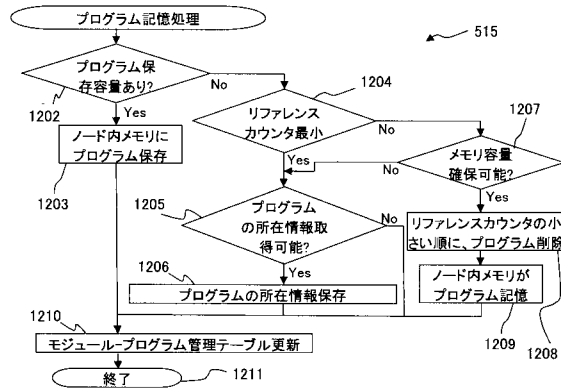 プログラム記憶処理
515
プログラム保
存容量あり?
1202
No
Yes
1204
リファレンス
カウンタ最小
No
Yes
1207
メモリ容量
確保可能?
No
Yes
ノード内メモリに
プログラム保存
1203
1205
プログラム
の所在情報取
得可能?
No
Yes
リファレンスカウンタの小
さい順に、プログラム削除
1208
1206
プログラムの所在情報保存
ノード内メモリが
プログラム記憶
1209
1210
モジュール-プログラム管理テーブル更新
終了
1211